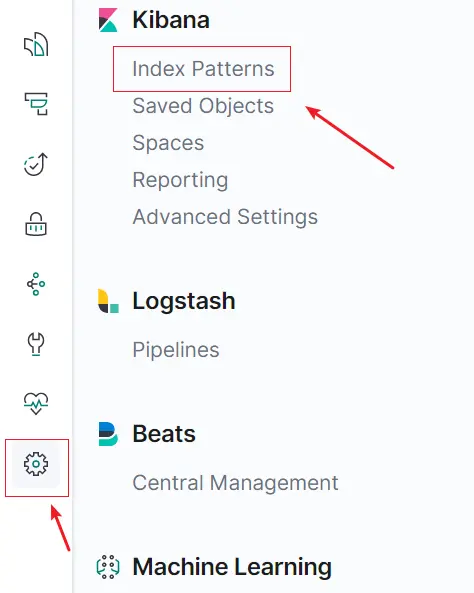 Kibana
Index Patterns
Saved Objects
Spaces
Reporting
Advanced Settings
Logstash
Pipelines
Beats
Central Management
Machine Learning